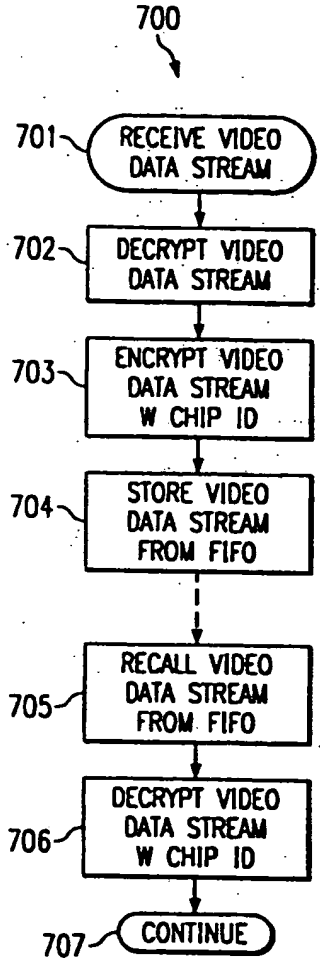 700
701
RECEIVE VIDEO
DATA STREAM
702
DECRYPT VIDEO
DATA STREAM
703
ENCRYPT VIDEO
DATA STREAM
W CHIP ID
704
STORE VIDEO
DATA STREAM
FROM FIFO
705
RECALL VIDEO
DATA STREAM
FROM FIFO
706
DECRYPT VIDEO
DATA STREAM
W CHIP ID
707
CONTINUE